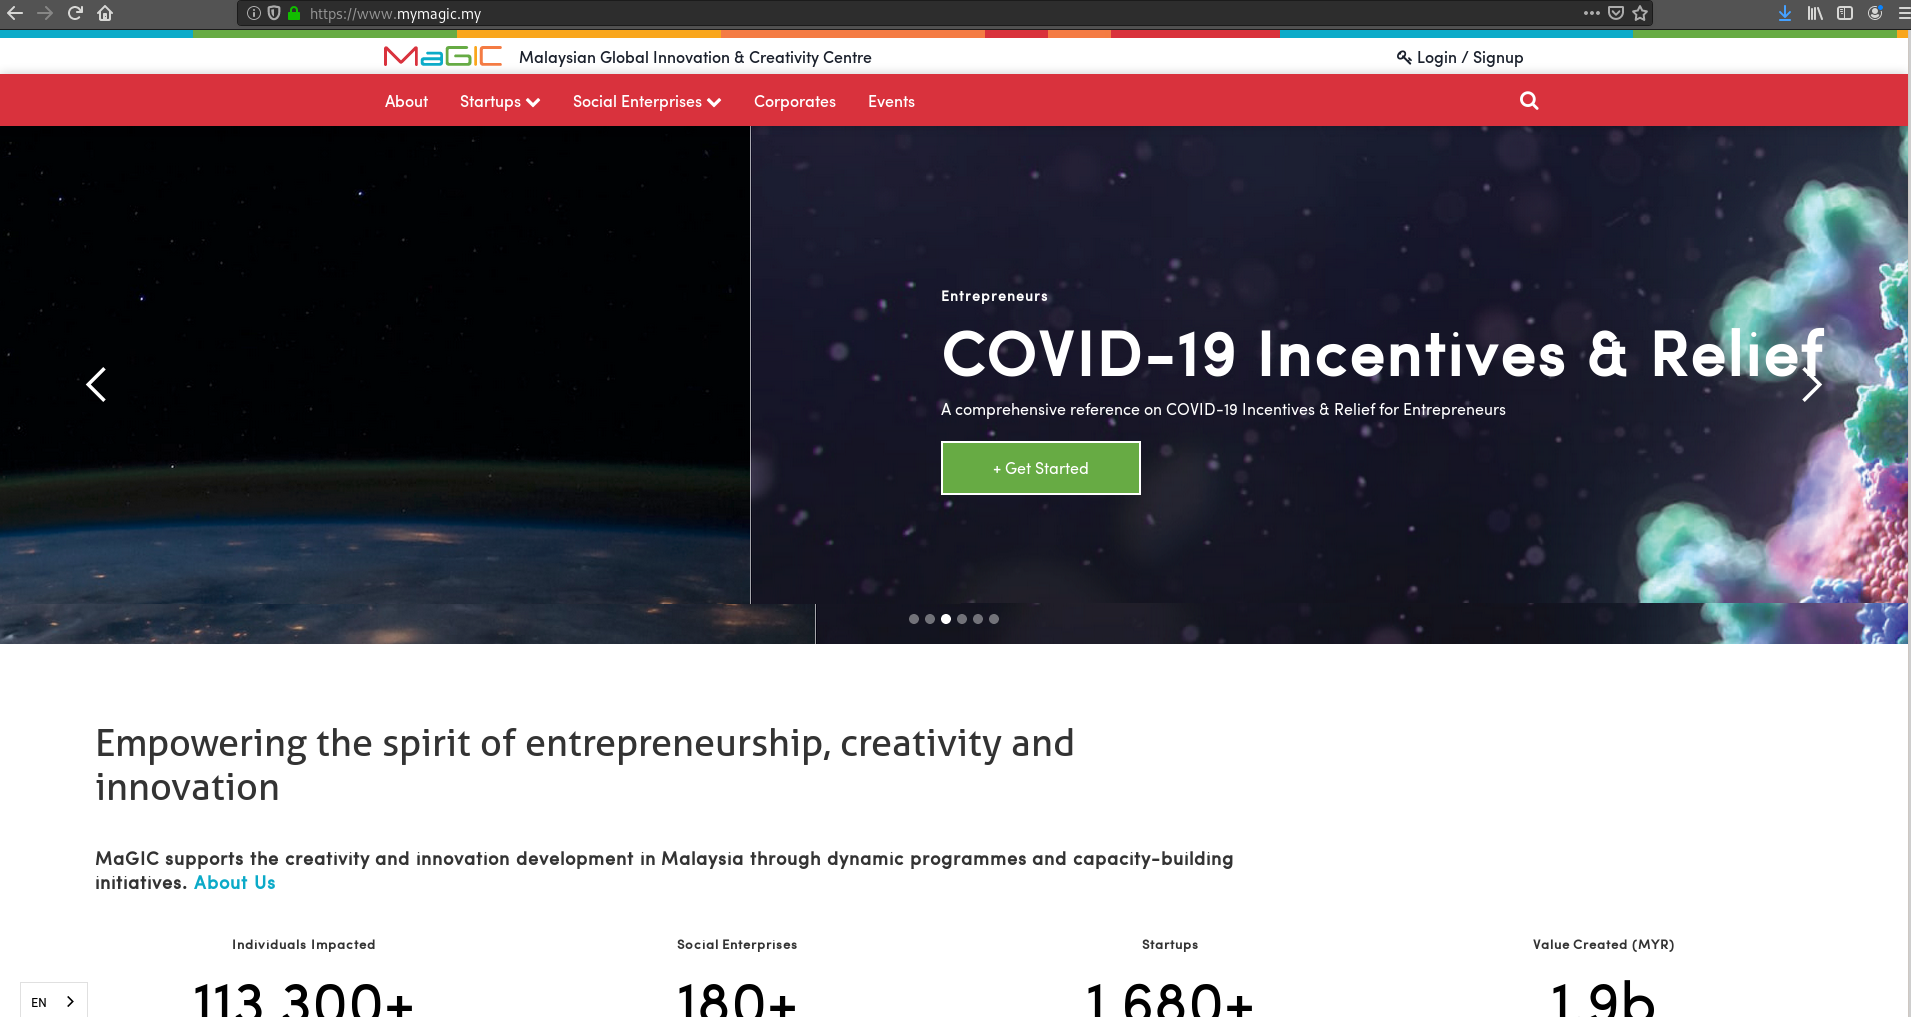 https://www.mymagic.my
MaGIC Malaysian Global Innovation & Creativity Centre
Login / Signup
About Startups Social Enterprises Corporates Events
Entrepreneurs
COVID-19 Incentives & Relief
A comprehensive reference on COVID-19 Incentives & Relief for Entrepreneurs
+ Get Started
Empowering the spirit of entrepreneurship, creativity and
innovation
MaGIC supports the creativity and innovation development in Malaysia through dynamic programmes and capacity-building
initiatives. About Us
Individuals Impacted Social Enterprises Startups Value Created (MYR)
113,300+ 180+ 1,680+ 1.9b
EN